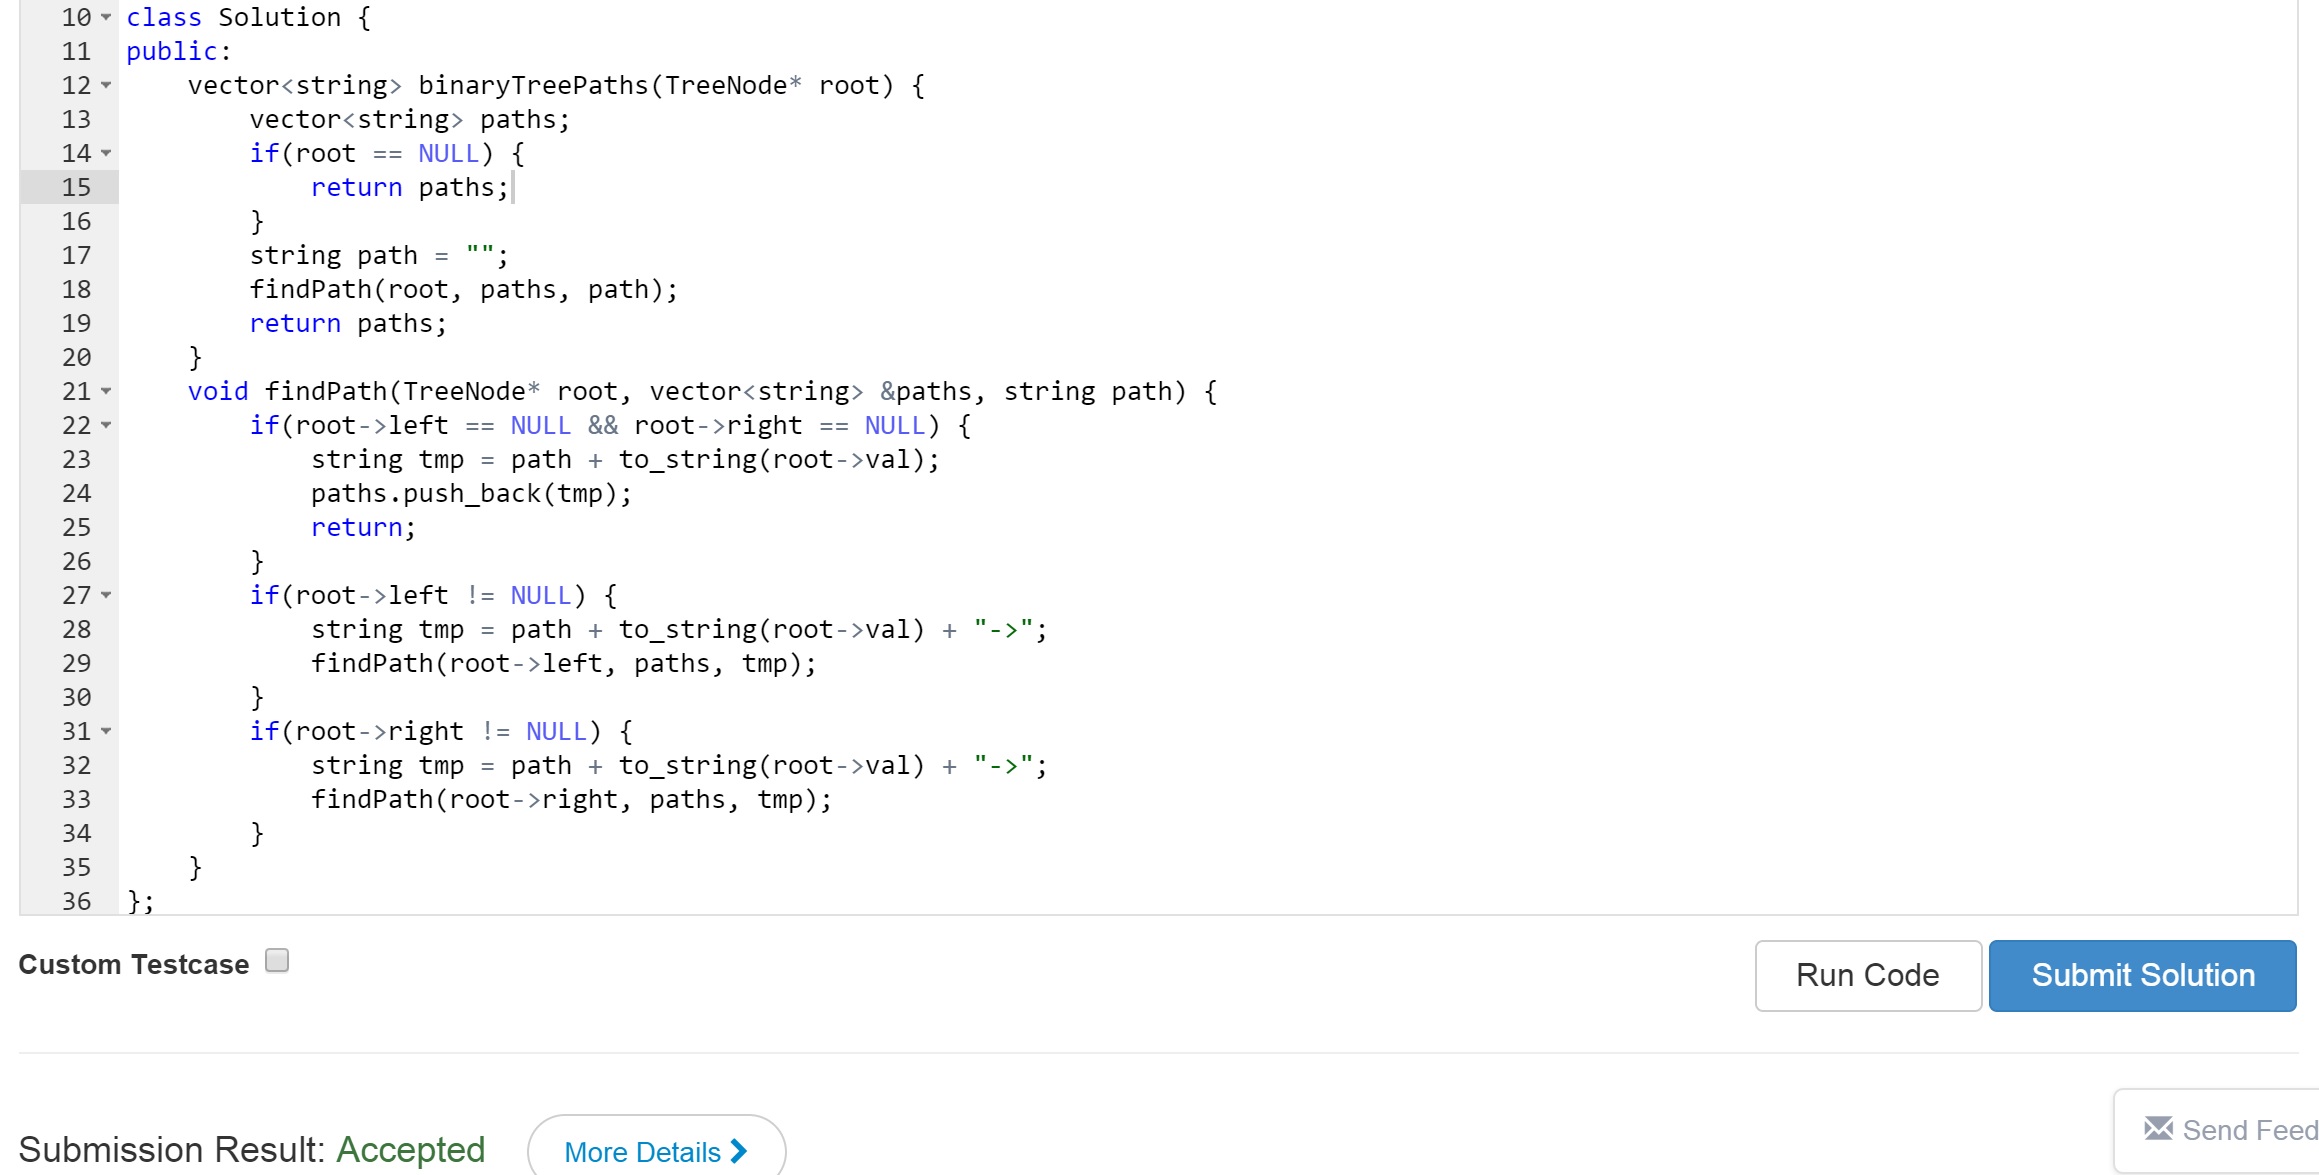 10 class Solution {
11 public:
12     vector<string> binaryTreePaths(TreeNode* root) {
13         vector<string> paths;
14         if(root == NULL) {
15             return paths;
16         }
17         string path = "";
18         findPath(root, paths, path);
19         return paths;
20     }
21     void findPath(TreeNode* root, vector<string> &paths, string path) {
22         if(root->left == NULL && root->right == NULL) {
23             string tmp = path + to_string(root->val);
24             paths.push_back(tmp);
25             return;
26         }
27         if(root->left != NULL) {
28             string tmp = path + to_string(root->val) + "->";
29             findPath(root->left, paths, tmp);
30         }
31         if(root->right != NULL) {
32             string tmp = path + to_string(root->val) + "->";
33             findPath(root->right, paths, tmp);
34         }
35     }
36 };
Custom Testcase
Run Code
Submit Solution
Submission Result: Accepted
More Details
Send Feed